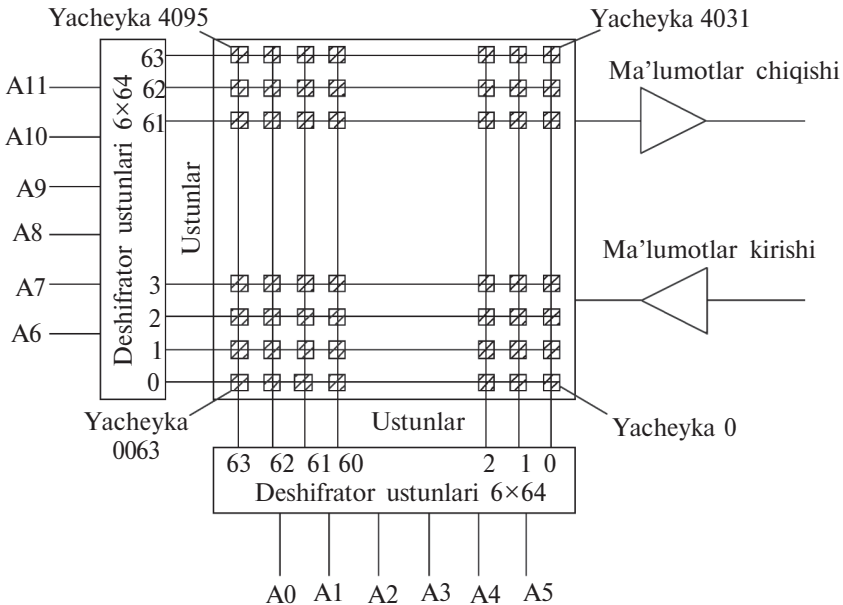 Yacheyka 4095
Yacheyka 4031
63
62
61
3
2
1
0
A11
A10
A9
A8
A7
A6
Deshifrator ustunlari 6×64
Ustunlar
Ma’lumotlar chiqishi
Ma’lumotlar kirishi
Yacheyka
0063
Ustunlar
Yacheyka 0
63 62 61 60 2 1 0
Deshifrator ustunlari 6×64
A0 A1 A2 A3 A4 A5